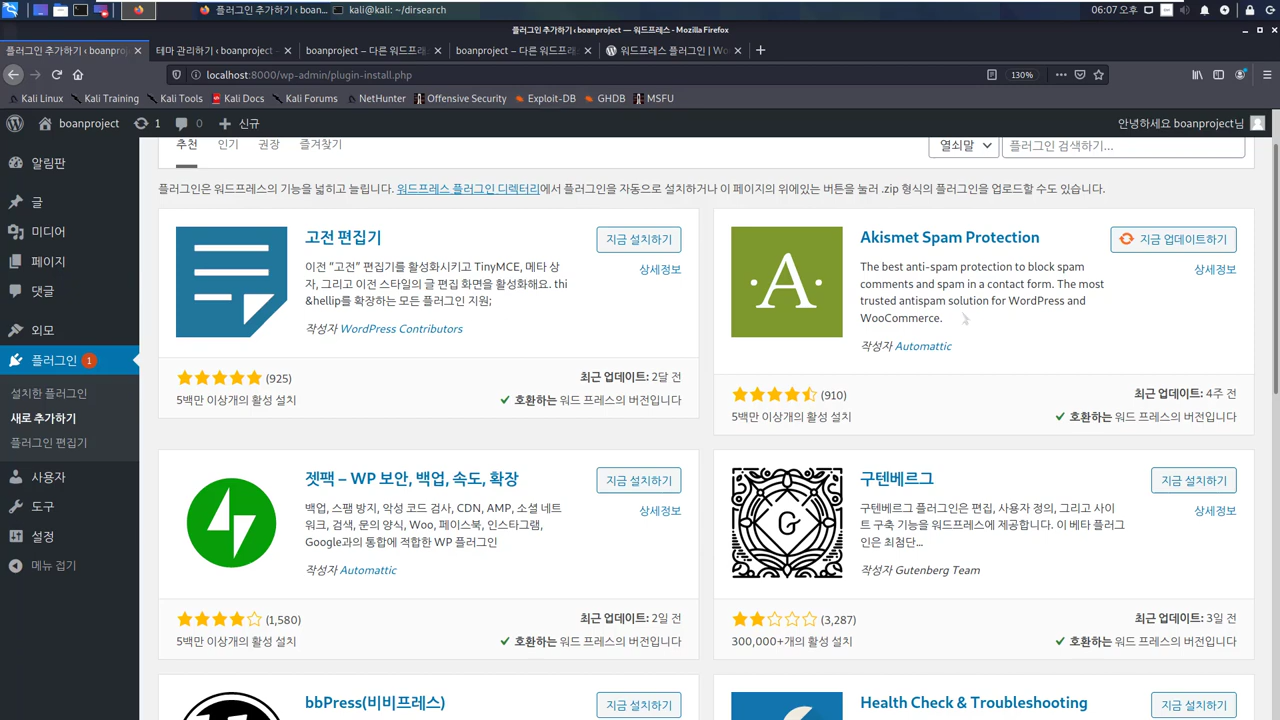 플러그인 추가하기 ‹ boan…
kali@kali: ~/dirsearch
06:07 오후
플러그인 추가하기 ‹ boanproject — 워드프레스 - Mozilla Firefox
플러그인 추가하기 ‹ boanproj
테마 관리하기 ‹ boanproject —
boanproject – 다른 워드프레
boanproject – 다른 워드프레
워드프레스 플러그인 | Wo
localhost:8000/wp-admin/plugin-install.php
130%
Kali Linux
Kali Training
Kali Tools
Kali Docs
Kali Forums
NetHunter
Offensive Security
Exploit-DB
GHDB
MSFU
boanproject
1
0
신규
안녕하세요 boanproject님
알림판
글
미디어
페이지
댓글
외모
플러그인 1
설치한 플러그인
새로 추가하기
플러그인 편집기
사용자
도구
설정
메뉴 접기
추천
인기
권장
즐겨찾기
열쇠말
플러그인 검색하기...
플러그인은 워드프레스의 기능을 넓히고 늘립니다. 워드프레스 플러그인 디렉터리에서 플러그인을 자동으로 설치하거나 이 페이지의 위에있는 버튼을 눌러 .zip 형식의 플러그인을 업로드할 수도 있습니다.
고전 편집기
지금 설치하기
상세정보
이전 “고전” 편집기를 활성화시키고 TinyMCE, 메타 상
자, 그리고 이전 스타일의 글 편집 화면을 활성화해요. thi
&hellip를 확장하는 모든 플러그인 지원;
작성자 WordPress Contributors
(925)
5백만 이상개의 활성 설치
최근 업데이트: 2달 전
호환하는 워드 프레스의 버전입니다
A
Akismet Spam Protection
지금 업데이트하기
상세정보
The best anti-spam protection to block spam
comments and spam in a contact form. The most
trusted antispam solution for WordPress and
WooCommerce.
작성자 Automattic
(910)
5백만 이상개의 활성 설치
최근 업데이트: 4주 전
호환하는 워드 프레스의 버전입니다
젯팩 – WP 보안, 백업, 속도, 확장
지금 설치하기
상세정보
백업, 스팸 방지, 악성 코드 검사, CDN, AMP, 소셜 네트
워크, 검색, 문의 양식, Woo, 페이스북, 인스타그램,
Google과의 통합에 적합한 WP 플러그인
작성자 Automattic
(1,580)
5백만 이상개의 활성 설치
최근 업데이트: 2일 전
호환하는 워드 프레스의 버전입니다
G
구텐베르그
지금 설치하기
상세정보
구텐베르그 플러그인은 편집, 사용자 정의, 그리고 사이
트 구축 기능을 워드프레스에 제공합니다. 이 베타 플러그
인은 최첨단…
작성자 Gutenberg Team
(3,287)
300,000+개의 활성 설치
최근 업데이트: 3일 전
호환하는 워드 프레스의 버전입니다
bbPress(비비프레스)
지금 설치하기
Health Check & Troubleshooting
지금 설치하기